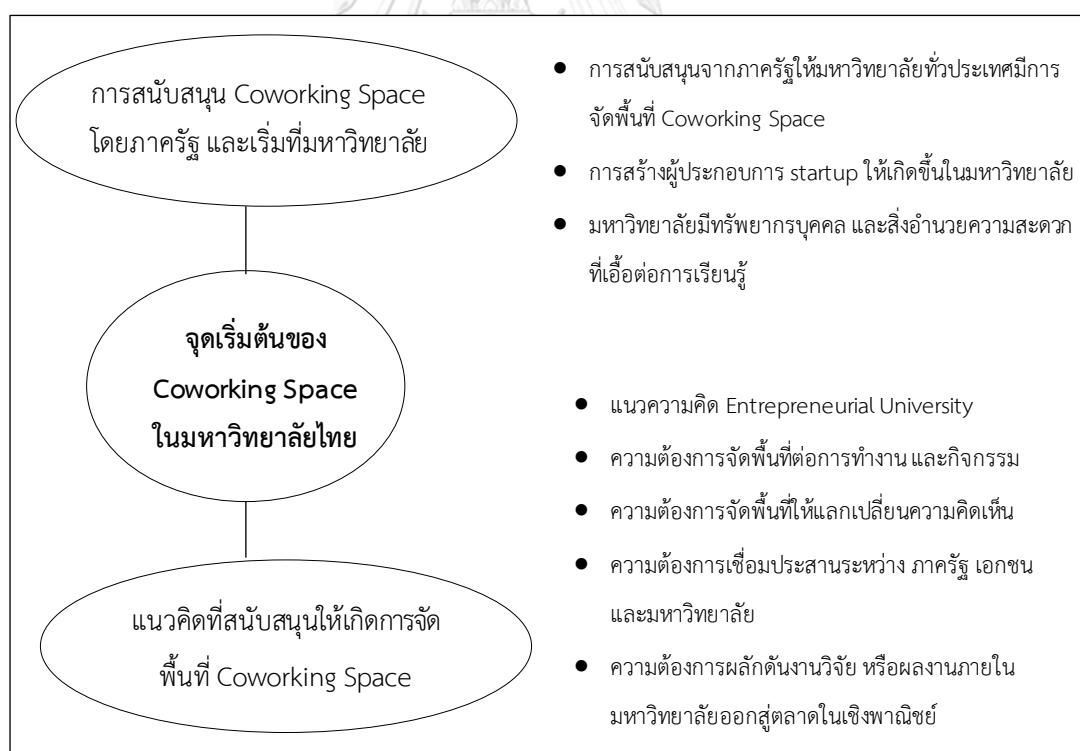 การสนับสนุน Coworking Space
โดยภาครัฐ และเริ่มที่มหาวิทยาลัย
● การสนับสนุนจากภาครัฐให้มหาวิทยาลัยทั่วประเทศมีการ
จัดพื้นที่ Coworking Space
● การสร้างผู้ประกอบการ startup ให้เกิดขึ้นในมหาวิทยาลัย
● มหาวิทยาลัยมีทรัพยากรบุคคล และสิ่งอำนวยความสะดวก
ที่เอื้อต่อการเรียนรู้
จุดเริ่มต้นของ
Coworking Space
ในมหาวิทยาลัยไทย
แนวคิดที่สนับสนุนให้เกิดการจัด
พื้นที่ Coworking Space
● แนวความคิด Entrepreneurial University
● ความต้องการจัดพื้นที่ต่อการทำงาน และกิจกรรม
● ความต้องการจัดพื้นที่ให้แลกเปลี่ยนความคิดเห็น
● ความต้องการเชื่อมประสานระหว่าง ภาครัฐ เอกชน
และมหาวิทยาลัย
● ความต้องการผลักดันงานวิจัย หรือผลงานภายใน
มหาวิทยาลัยออกสู่ตลาดในเชิงพาณิชย์